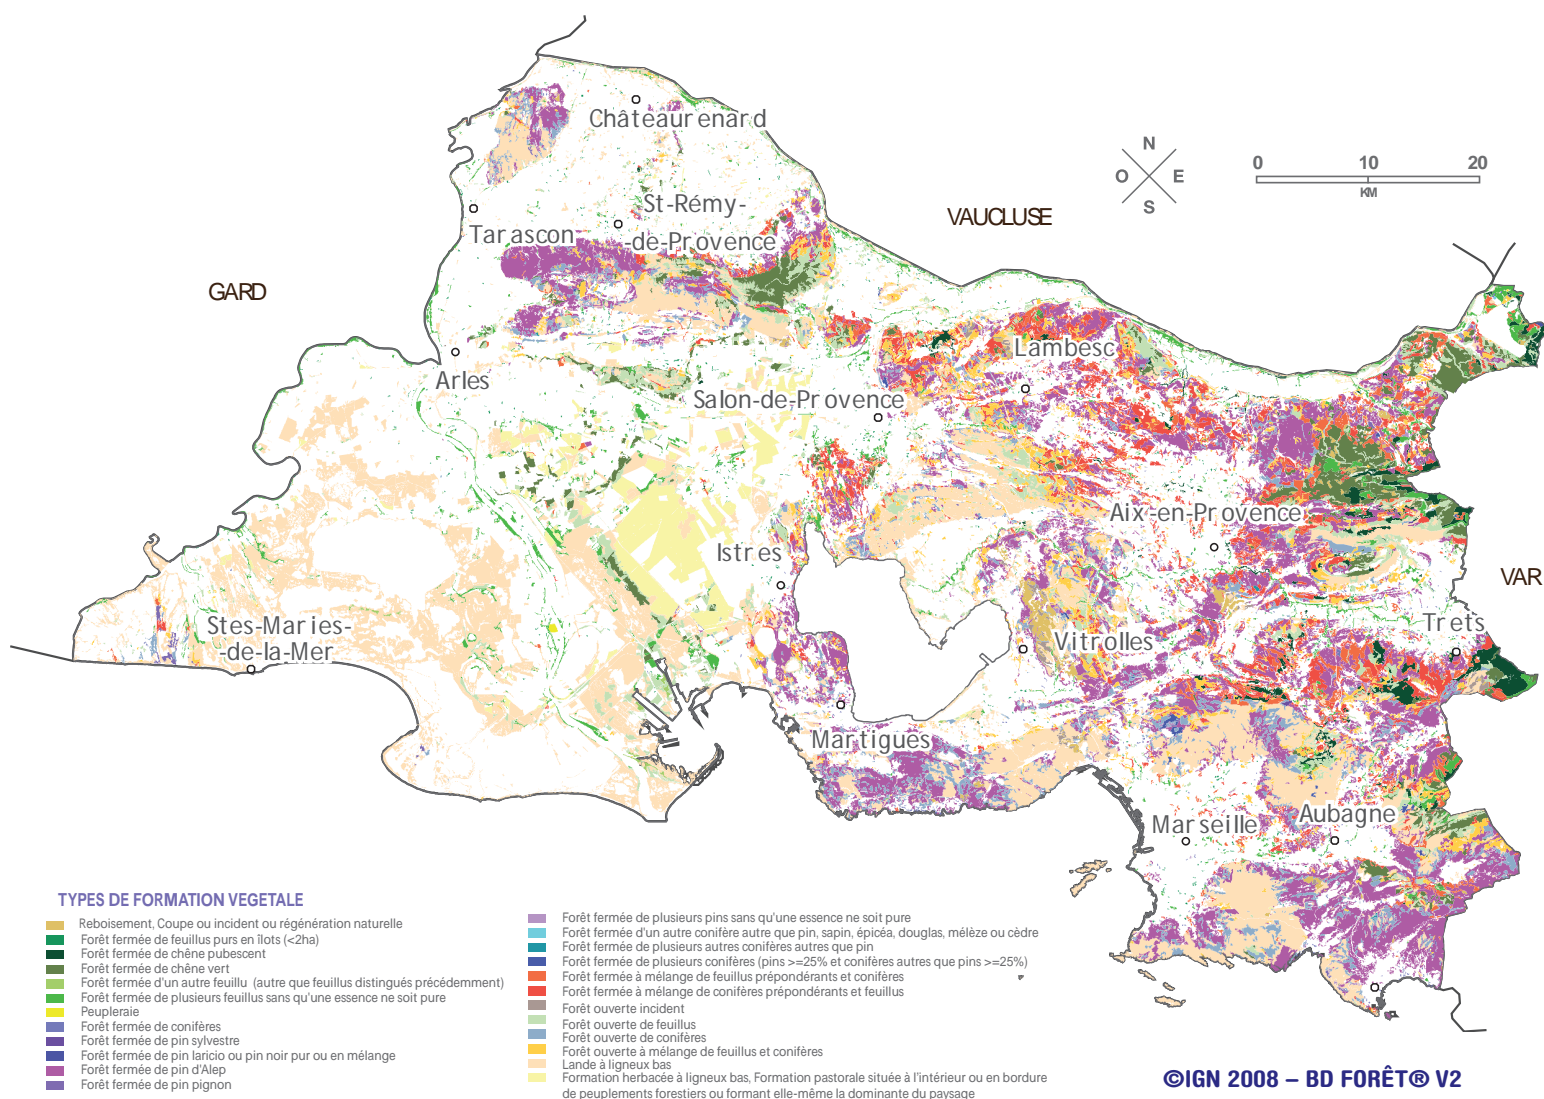 Châteaurenard
N
O E
S
0 10 20
KM
VAUCLUSE
St-Rémy-
-de-Provence
Tarascon
GARD
Lambesc
Arles
Salon-de-Provence
Aix-en-Provence
Istres
VAR
Stes-Maries-
-de-la-Mer
Trets
Vitrolles
Martigues
Marseille
Aubagne
TYPES DE FORMATION VEGETALE
Reboisement, Coupe ou incident ou régénération naturelle
Forêt fermée de feuillus purs en îlots (<2ha)
Forêt fermée de chêne pubescent
Forêt fermée de chêne vert
Forêt fermée d'un autre feuillu (autre que feuillus distingués précédemment)
Forêt fermée de plusieurs feuillus sans qu'une essence ne soit pure
Peupleraie
Forêt fermée de conifères
Forêt fermée de pin sylvestre
Forêt fermée de pin laricio ou pin noir pur ou en mélange
Forêt fermée de pin d'Alep
Forêt fermée de pin pignon
Forêt fermée de plusieurs pins sans qu'une essence ne soit pure
Forêt fermée d'un autre conifère autre que pin, sapin, épicéa, douglas, mélèze ou cèdre
Forêt fermée de plusieurs autres conifères autres que pin
Forêt fermée de plusieurs conifères (pins >=25% et conifères autres que pins >=25%)
Forêt fermée à mélange de feuillus prépondérants et conifères
Forêt fermée à mélange de conifères prépondérants et feuillus
Forêt ouverte incident
Forêt ouverte de feuillus
Forêt ouverte de conifères
Forêt ouverte à mélange de feuillus et conifères
Lande à ligneux bas
Formation herbacée à ligneux bas, Formation pastorale située à l'intérieur ou en bordure
de peuplements forestiers ou formant elle-même la dominante du paysage
©IGN 2008 – BD FORÊT® V2